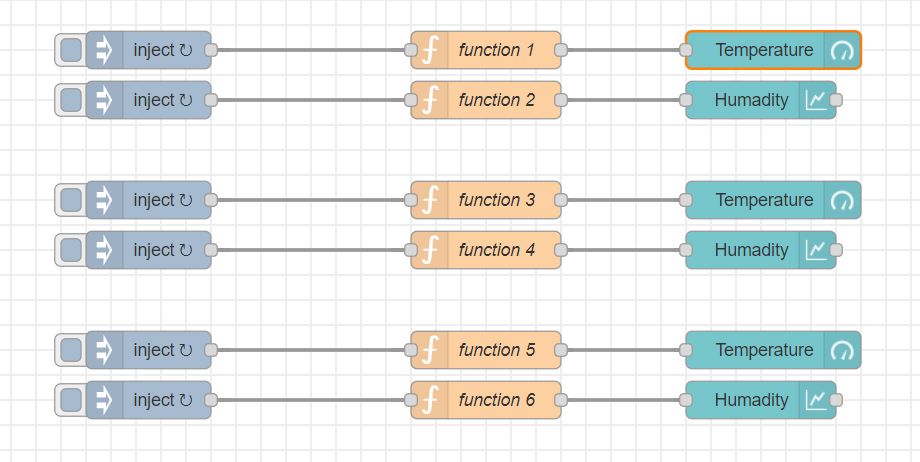 inject ↻ function 1 Temperature
inject ↻ function 2 Humadity
inject ↻ function 3 Temperature
inject ↻ function 4 Humadity
inject ↻ function 5 Temperature
inject ↻ function 6 Humadity